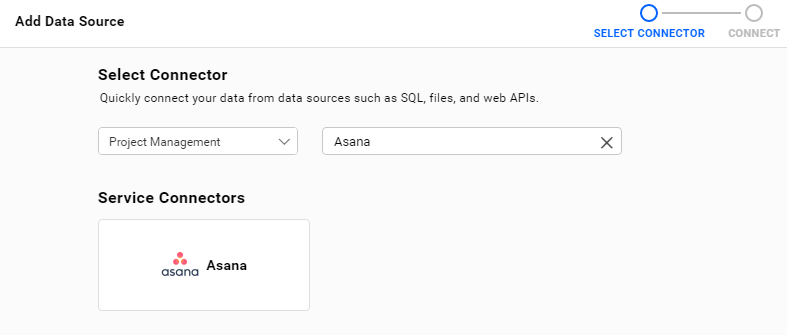 Add Data Source
SELECT CONNECTOR
CONNECT
Select Connector
Quickly connect your data from data sources such as SQL, files, and web APIs.
Project Management
Asana
Service Connectors
asana
Asana